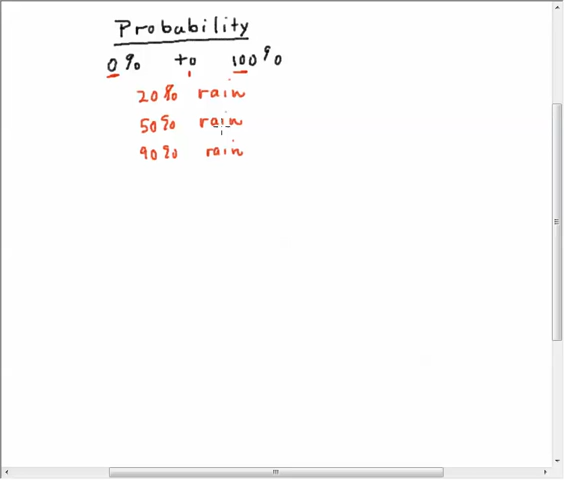 Probability
0% to 100%
20% rain
50% rain
90% rain